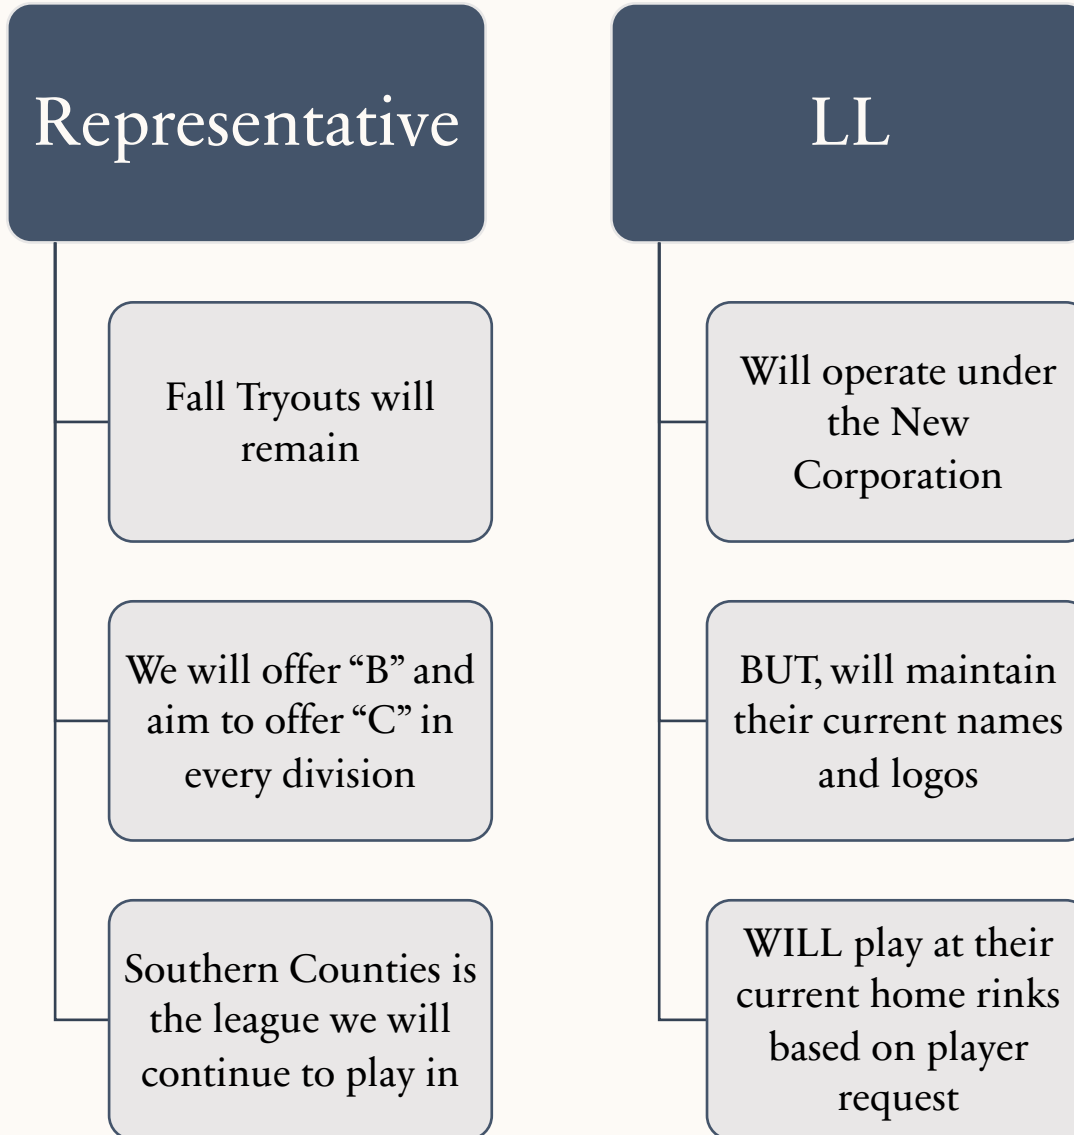 Representative
Fall Tryouts will
remain
We will offer “B” and
aim to offer “C” in
every division
Southern Counties is
the league we will
continue to play in
LL
Will operate under
the New
Corporation
BUT, will maintain
their current names
and logos
WILL play at their
current home rinks
based on player
request